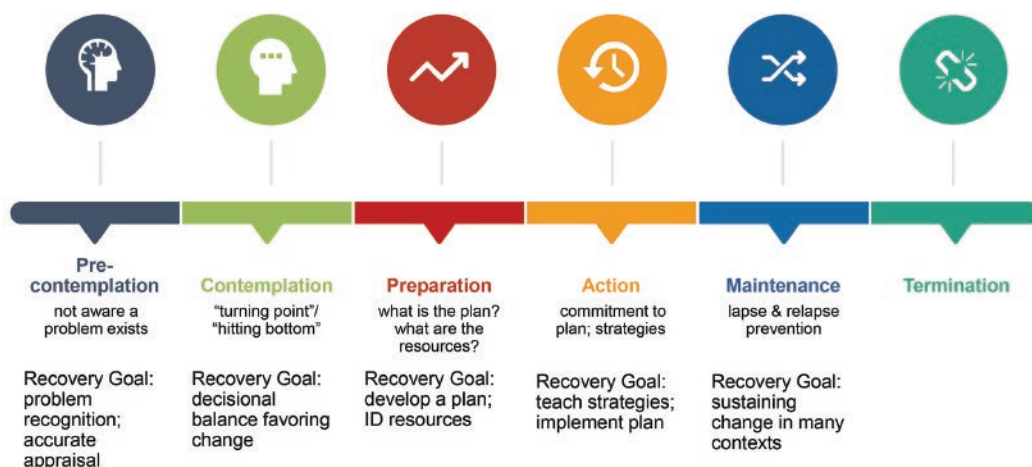 Pre-
contemplation
not aware a
problem exists
Recovery Goal:
problem
recognition;
accurate
appraisal
Contemplation
"turning point"/
"hitting bottom"
Recovery Goal:
decisional
balance favoring
change
Preparation
what is the plan?
what are the
resources?
Recovery Goal:
develop a plan;
ID resources
Action
commitment to
plan; strategies
Recovery Goal:
teach strategies;
implement plan
Maintenance
lapse & relapse
prevention
Recovery Goal:
sustaining
change in many
contexts
Termination